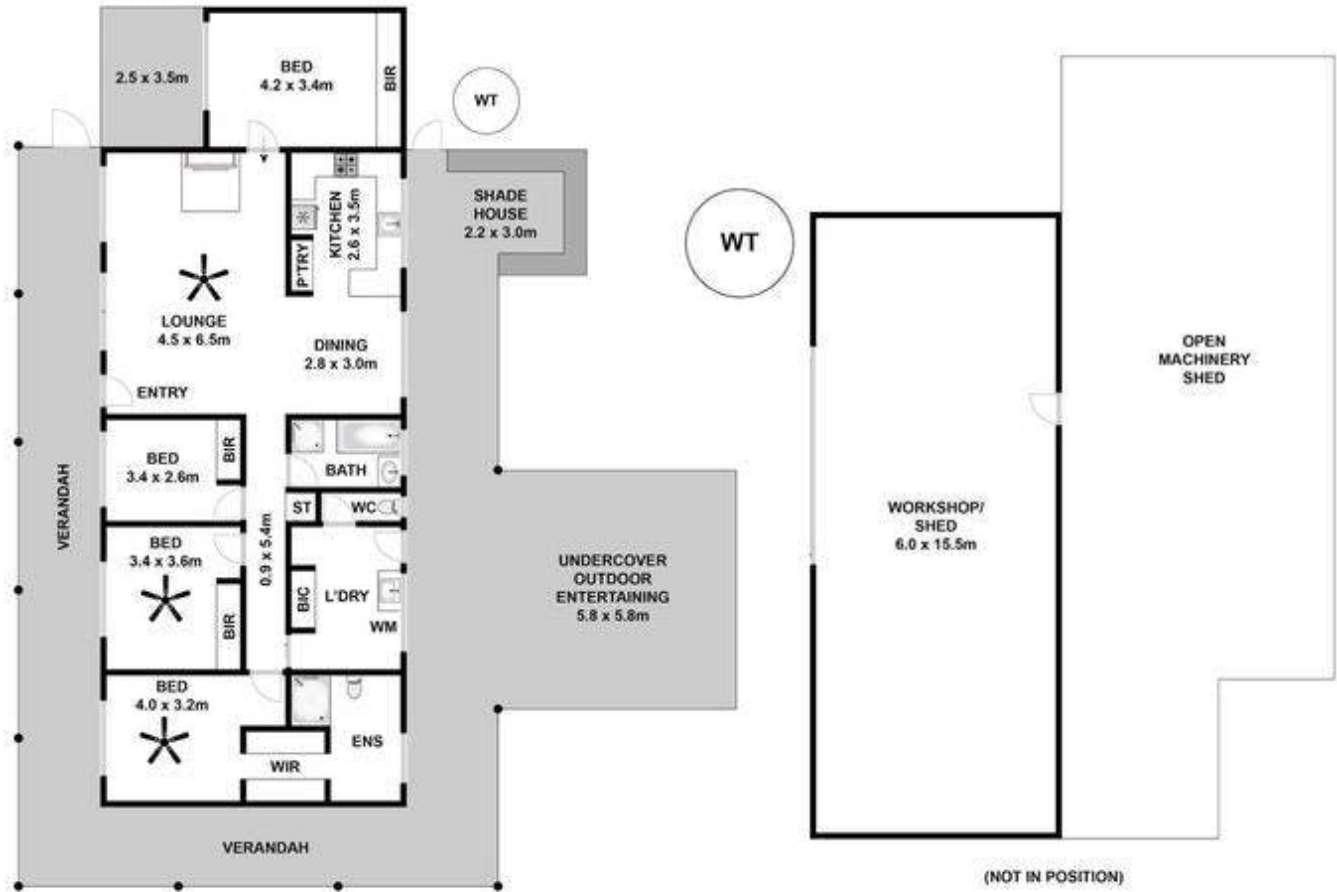 2.5 x 3.5m
BED
4.2 x 3.4m
BIR
WT
SHADE
HOUSE
2.2 x 3.0m
KITCHEN
2.6 x 3.5m
P'TRY
LOUNGE
4.5 x 6.5m
DINING
2.8 x 3.0m
ENTRY
BED
3.4 x 2.6m
BIR
BATH
ST
WC
VERANDAH
0.9 x 5.4m
BED
3.4 x 3.6m
BIR
BIC
L'DRY
WM
UNDERCOVER
OUTDOOR
ENTERTAINING
5.8 x 5.8m
BED
4.0 x 3.2m
ENS
WIR
VERANDAH
WT
WORKSHOP/
SHED
6.0 x 15.5m
OPEN
MACHINERY
SHED
(NOT IN POSITION)